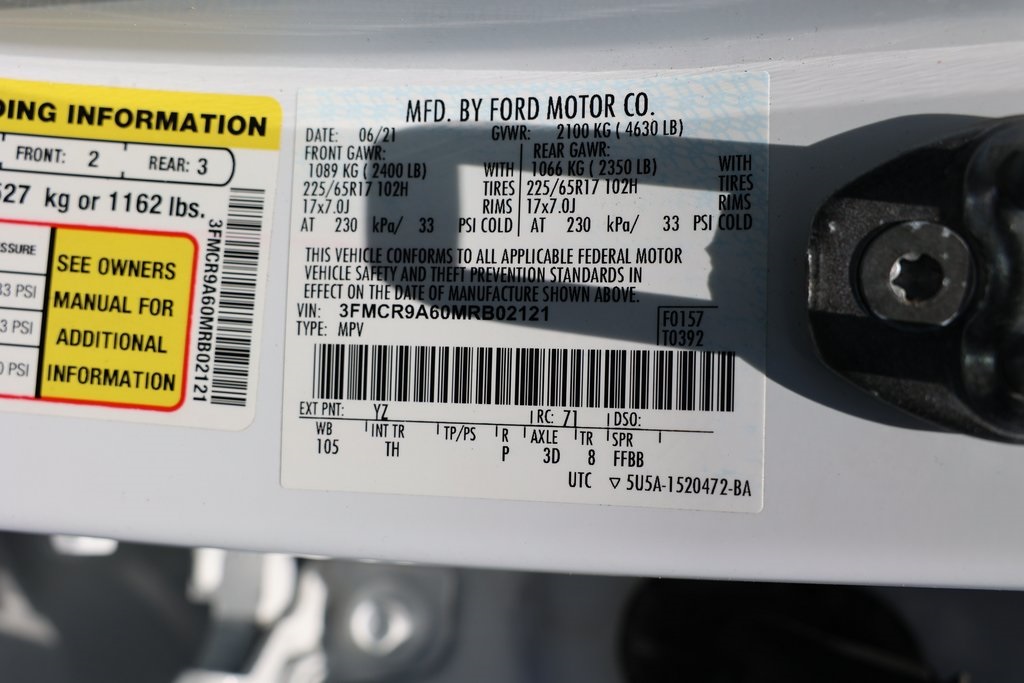 DING INFORMATION
FRONT: 2 REAR: 3
527 kg or 1162 lbs.
SSURE
33 PSI
3 PSI
0 PSI
SEE OWNERS
MANUAL FOR
ADDITIONAL
INFORMATION
3FMCR9A60MRB02121
MFD. BY FORD MOTOR CO.
DATE: 06/21 GVWR: 2100 KG ( 4630 LB)
FRONT GAWR: REAR GAWR:
1089 KG ( 2400 LB) WITH 1066 KG ( 2350 LB) WITH
225/65R17 102H TIRES 225/65R17 102H TIRES
17x7.0J RIMS 17x7.0J RIMS
AT 230 kPa/ 33 PSI COLD AT 230 kPa/ 33 PSI COLD
THIS VEHICLE CONFORMS TO ALL APPLICABLE FEDERAL MOTOR
VEHICLE SAFETY AND THEFT PREVENTION STANDARDS IN
EFFECT ON THE DATE OF MANUFACTURE SHOWN ABOVE.
VIN: 3FMCR9A60MRB02121 F0157
TYPE: MPV T0392
EXT PNT: YZ RC: 71 DSO:
WB INT TR TP/PS R AXLE TR SPR
105 TH P 3D 8 FFBB
UTC ▽ 5U5A-1520472-BA